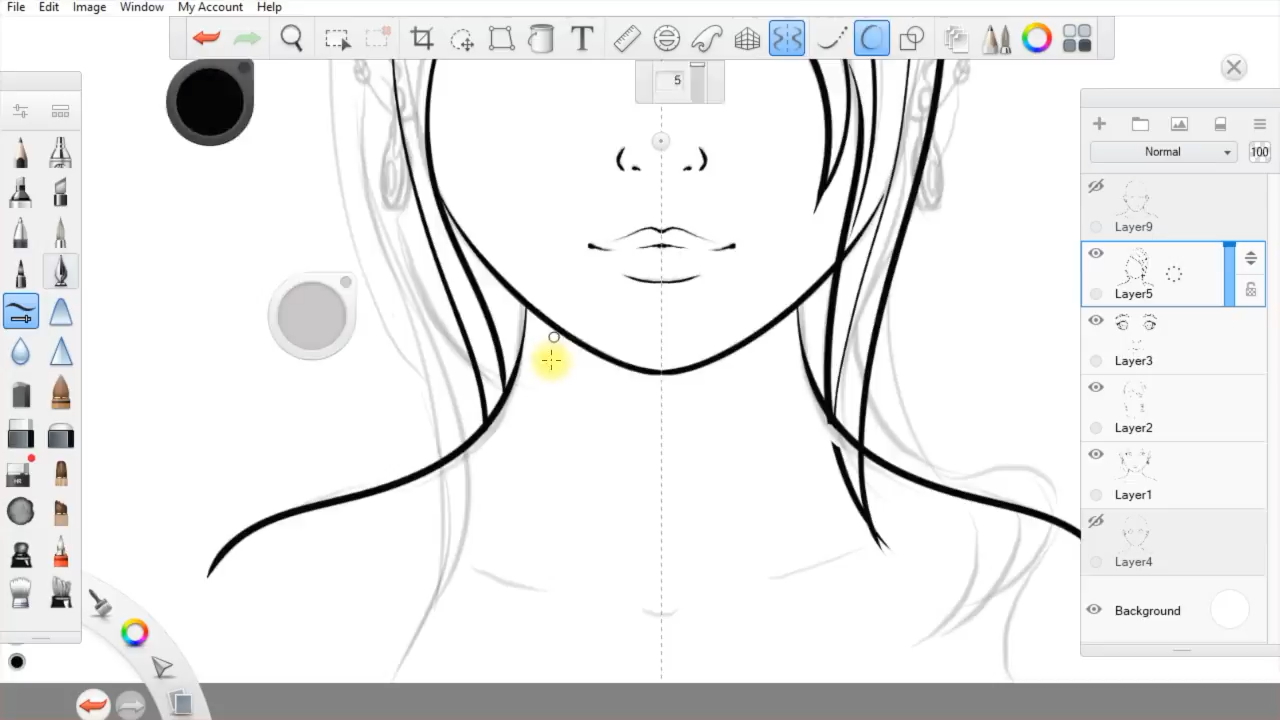 File Edit Image Window My Account Help
T
5
Normal 100
Layer9
Layer5
Layer3
Layer2
Layer1
Layer4
Background